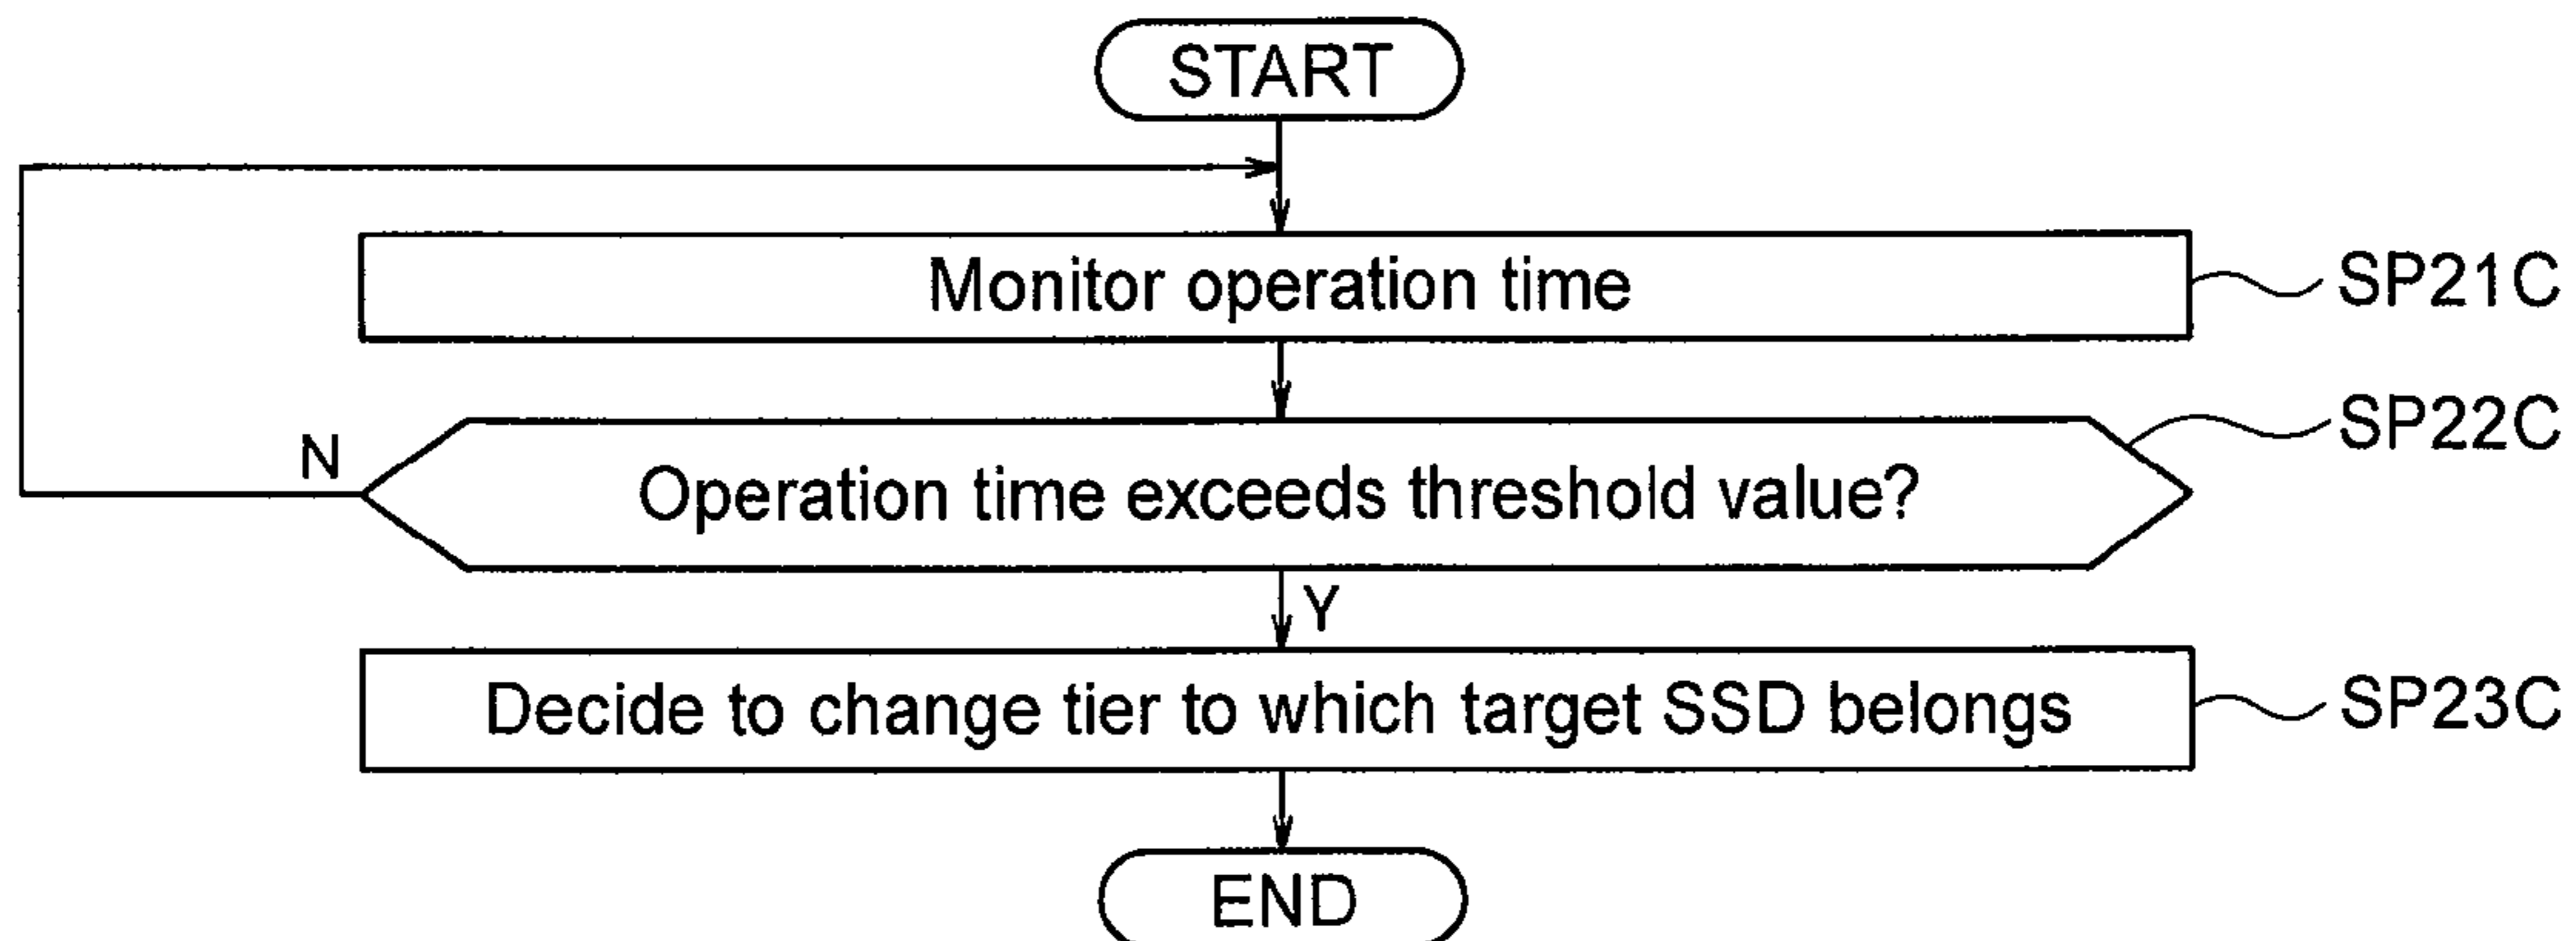 START
Monitor operation time
SP21C
SP22C
N
Operation time exceeds threshold value?
Y
Decide to change tier to which target SSD belongs
SP23C
END